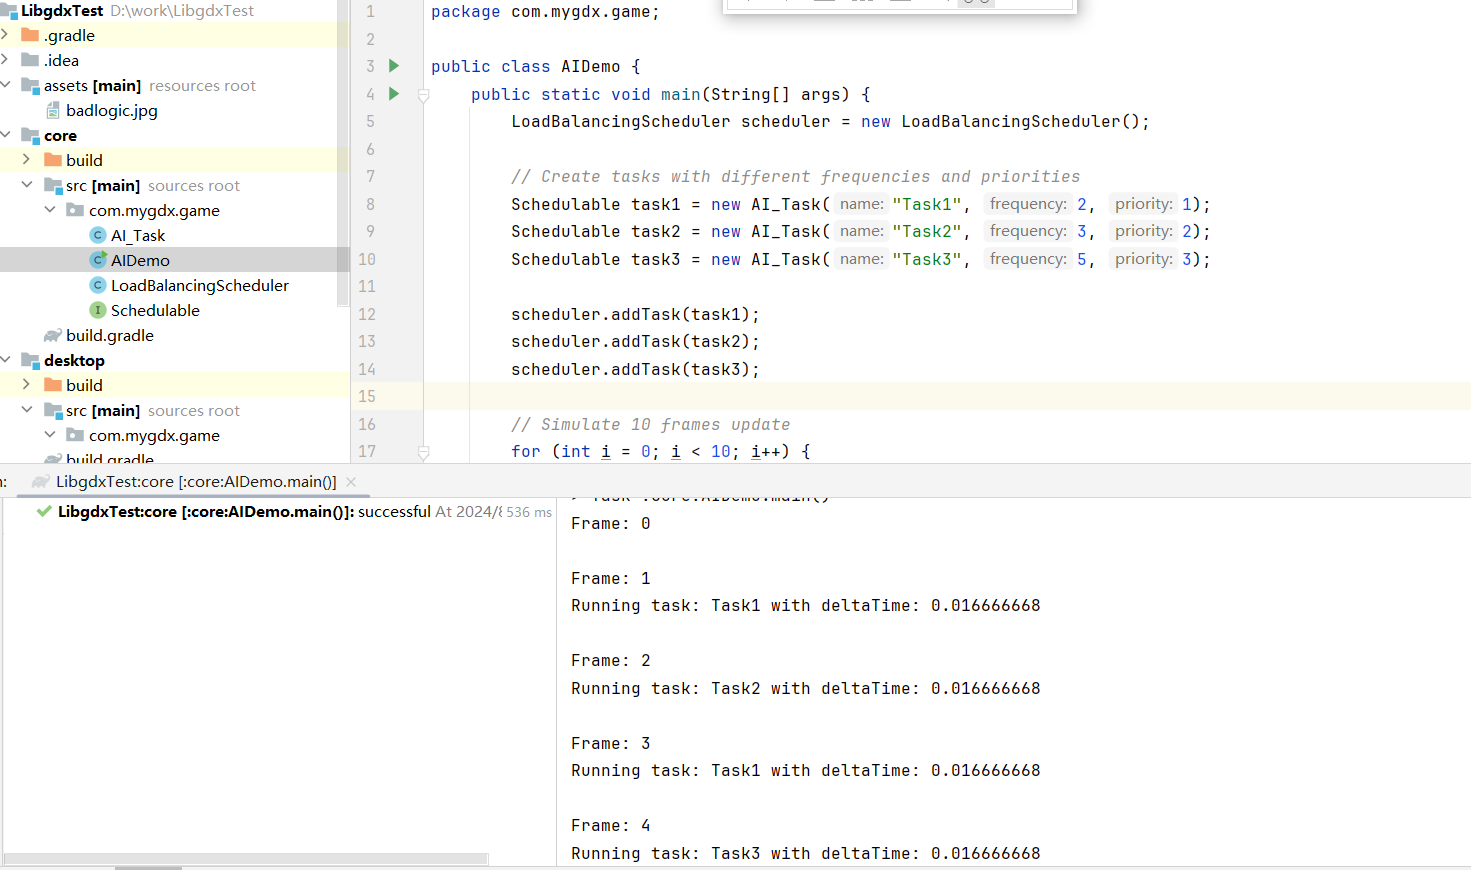 LibgdxTest D:\work\LibgdxTest
.gradle
.idea
assets [main] resources root
badlogic.jpg
core
build
src [main] sources root
com.mygdx.game
AI_Task
AIDemo
LoadBalancingScheduler
Schedulable
build.gradle
desktop
build
src [main] sources root
com.mygdx.game
build.gradle
1 package com.mygdx.game;
2
3 public class AIDemo {
4 public static void main(String[] args) {
5 LoadBalancingScheduler scheduler = new LoadBalancingScheduler();
6
7 // Create tasks with different frequencies and priorities
8 Schedulable task1 = new AI_Task( name: "Task1", frequency: 2, priority: 1);
9 Schedulable task2 = new AI_Task( name: "Task2", frequency: 3, priority: 2);
10 Schedulable task3 = new AI_Task( name: "Task3", frequency: 5, priority: 3);
11
12 scheduler.addTask(task1);
13 scheduler.addTask(task2);
14 scheduler.addTask(task3);
15
16 // Simulate 10 frames update
17 for (int i = 0; i < 10; i++) {
LibgdxTest:core [:core:AIDemo.main()]
LibgdxTest:core [:core:AIDemo.main()]: successful At 2024/8 536 ms
> Task :core:AIDemo.main()
Frame: 0
Frame: 1
Running task: Task1 with deltaTime: 0.016666668
Frame: 2
Running task: Task2 with deltaTime: 0.016666668
Frame: 3
Running task: Task1 with deltaTime: 0.016666668
Frame: 4
Running task: Task3 with deltaTime: 0.016666668